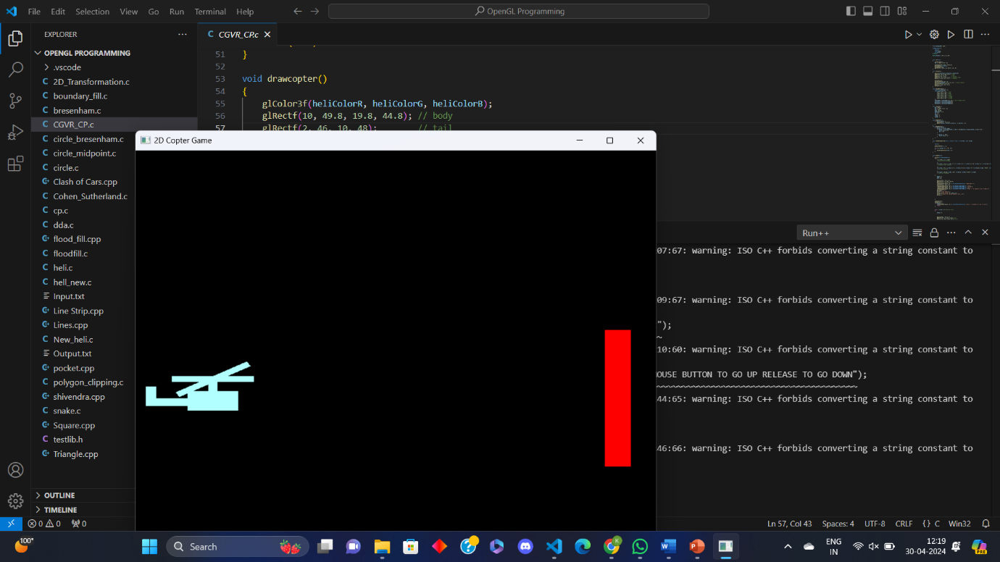 File Edit Selection View Go Run Terminal Help
OpenGL Programming
EXPLORER
OPENGL PROGRAMMING
.vscode
2D_Transformation.c
boundary_fill.c
bresenham.c
CGVR_CP.c
circle_bresenham.c
circle_midpoint.c
circle.c
Clash of Cars.cpp
Cohen_Sutherland.c
cp.c
dda.c
flood_fill.cpp
floodfill.c
heli.c
hell_new.c
Input.txt
Line Strip.cpp
Lines.cpp
New_heli.c
Output.txt
pocket.cpp
polygon_clipping.c
shivendra.cpp
snake.c
Square.cpp
testlib.h
Triangle.cpp
OUTLINE
TIMELINE
C CGVR_CP.c
51 }
52
53 void drawcopter()
54 {
55 glColor3f(heliColorR, heliColorG, heliColorB);
56 glRectf(10, 49.8, 19.8, 44.8); // body
57 glRectf(2, 46, 10, 48); // tail
2D Copter Game
Run++
07:67: warning: ISO C++ forbids converting a string constant to
09:67: warning: ISO C++ forbids converting a string constant to
");
~
10:60: warning: ISO C++ forbids converting a string constant to
OUSE BUTTON TO GO UP RELEASE TO GO DOWN");
~~~~~~~~~~~~~~~~~~~~~~~~~~~~~~~~~~~~~~~~
44:65: warning: ISO C++ forbids converting a string constant to
46:66: warning: ISO C++ forbids converting a string constant to
0 0 0
Ln 57, Col 43 Spaces: 4 UTF-8 CRLF {} C Win32
100°
Search
K
PRE
ENG
IN
12:19
30-04-2024